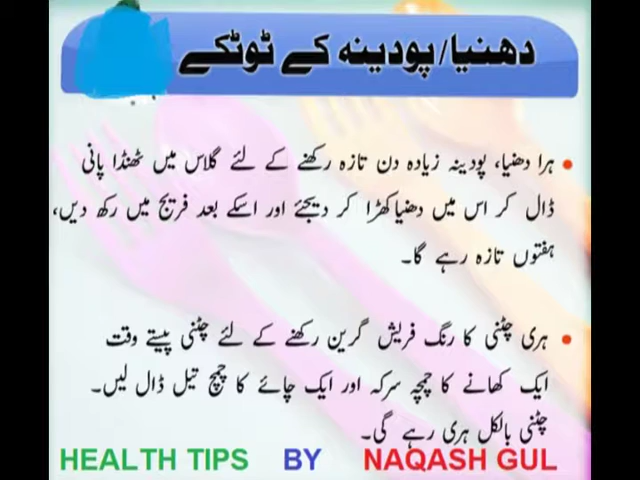 دھنیا/پودینہ کے ٹوٹکے
• ہرا دھنیا، پودینہ زیادہ دن تازہ رکھنے کے لئے گلاس میں ٹھنڈا پانی
ڈال کر اس میں دھنیا کھڑا کر دیجئے اور اسکے بعد فریج میں رکھ دیں،
ہفتوں تازہ رہے گا۔
• ہری چٹنی کا رنگ فریش گرین رکھنے کے لئے چٹنی پیستے وقت
ایک کھانے کا چمچہ سرکہ اور ایک چائے کا چمچ تیل ڈال لیں۔
چٹنی بالکل ہری رہے گی۔
HEALTH TIPS BY NAQASH GUL